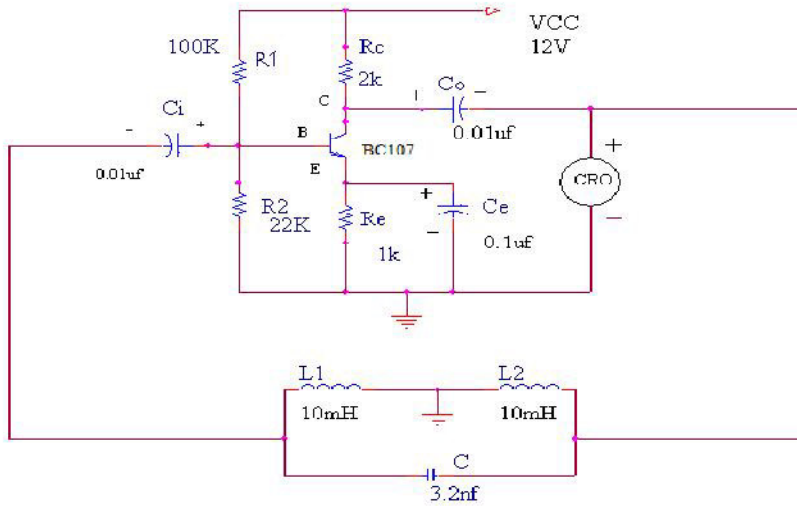 VCC
12V
100K
R1
Rc
2k
C
+
-
Co
0.01uf
Ci
-
+
B
E
BC107
0.01uf
+
CRO
-
R2
22K
Re
1k
+
-
Ce
0.1uf
L1
10mH
L2
10mH
C
3.2nf